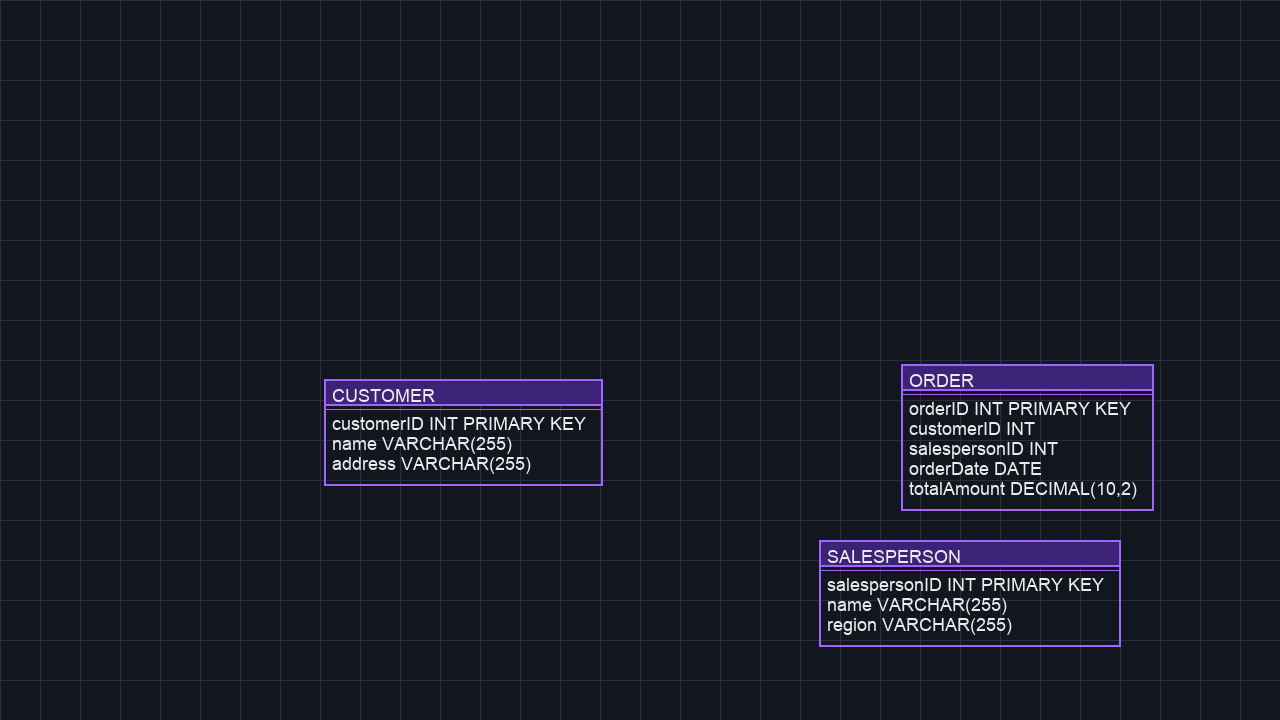 CUSTOMER
customerID INT PRIMARY KEY
name VARCHAR(255)
address VARCHAR(255)
ORDER
orderID INT PRIMARY KEY
customerID INT
salespersonID INT
orderDate DATE
totalAmount DECIMAL(10,2)
SALESPERSON
salespersonID INT PRIMARY KEY
name VARCHAR(255)
region VARCHAR(255)